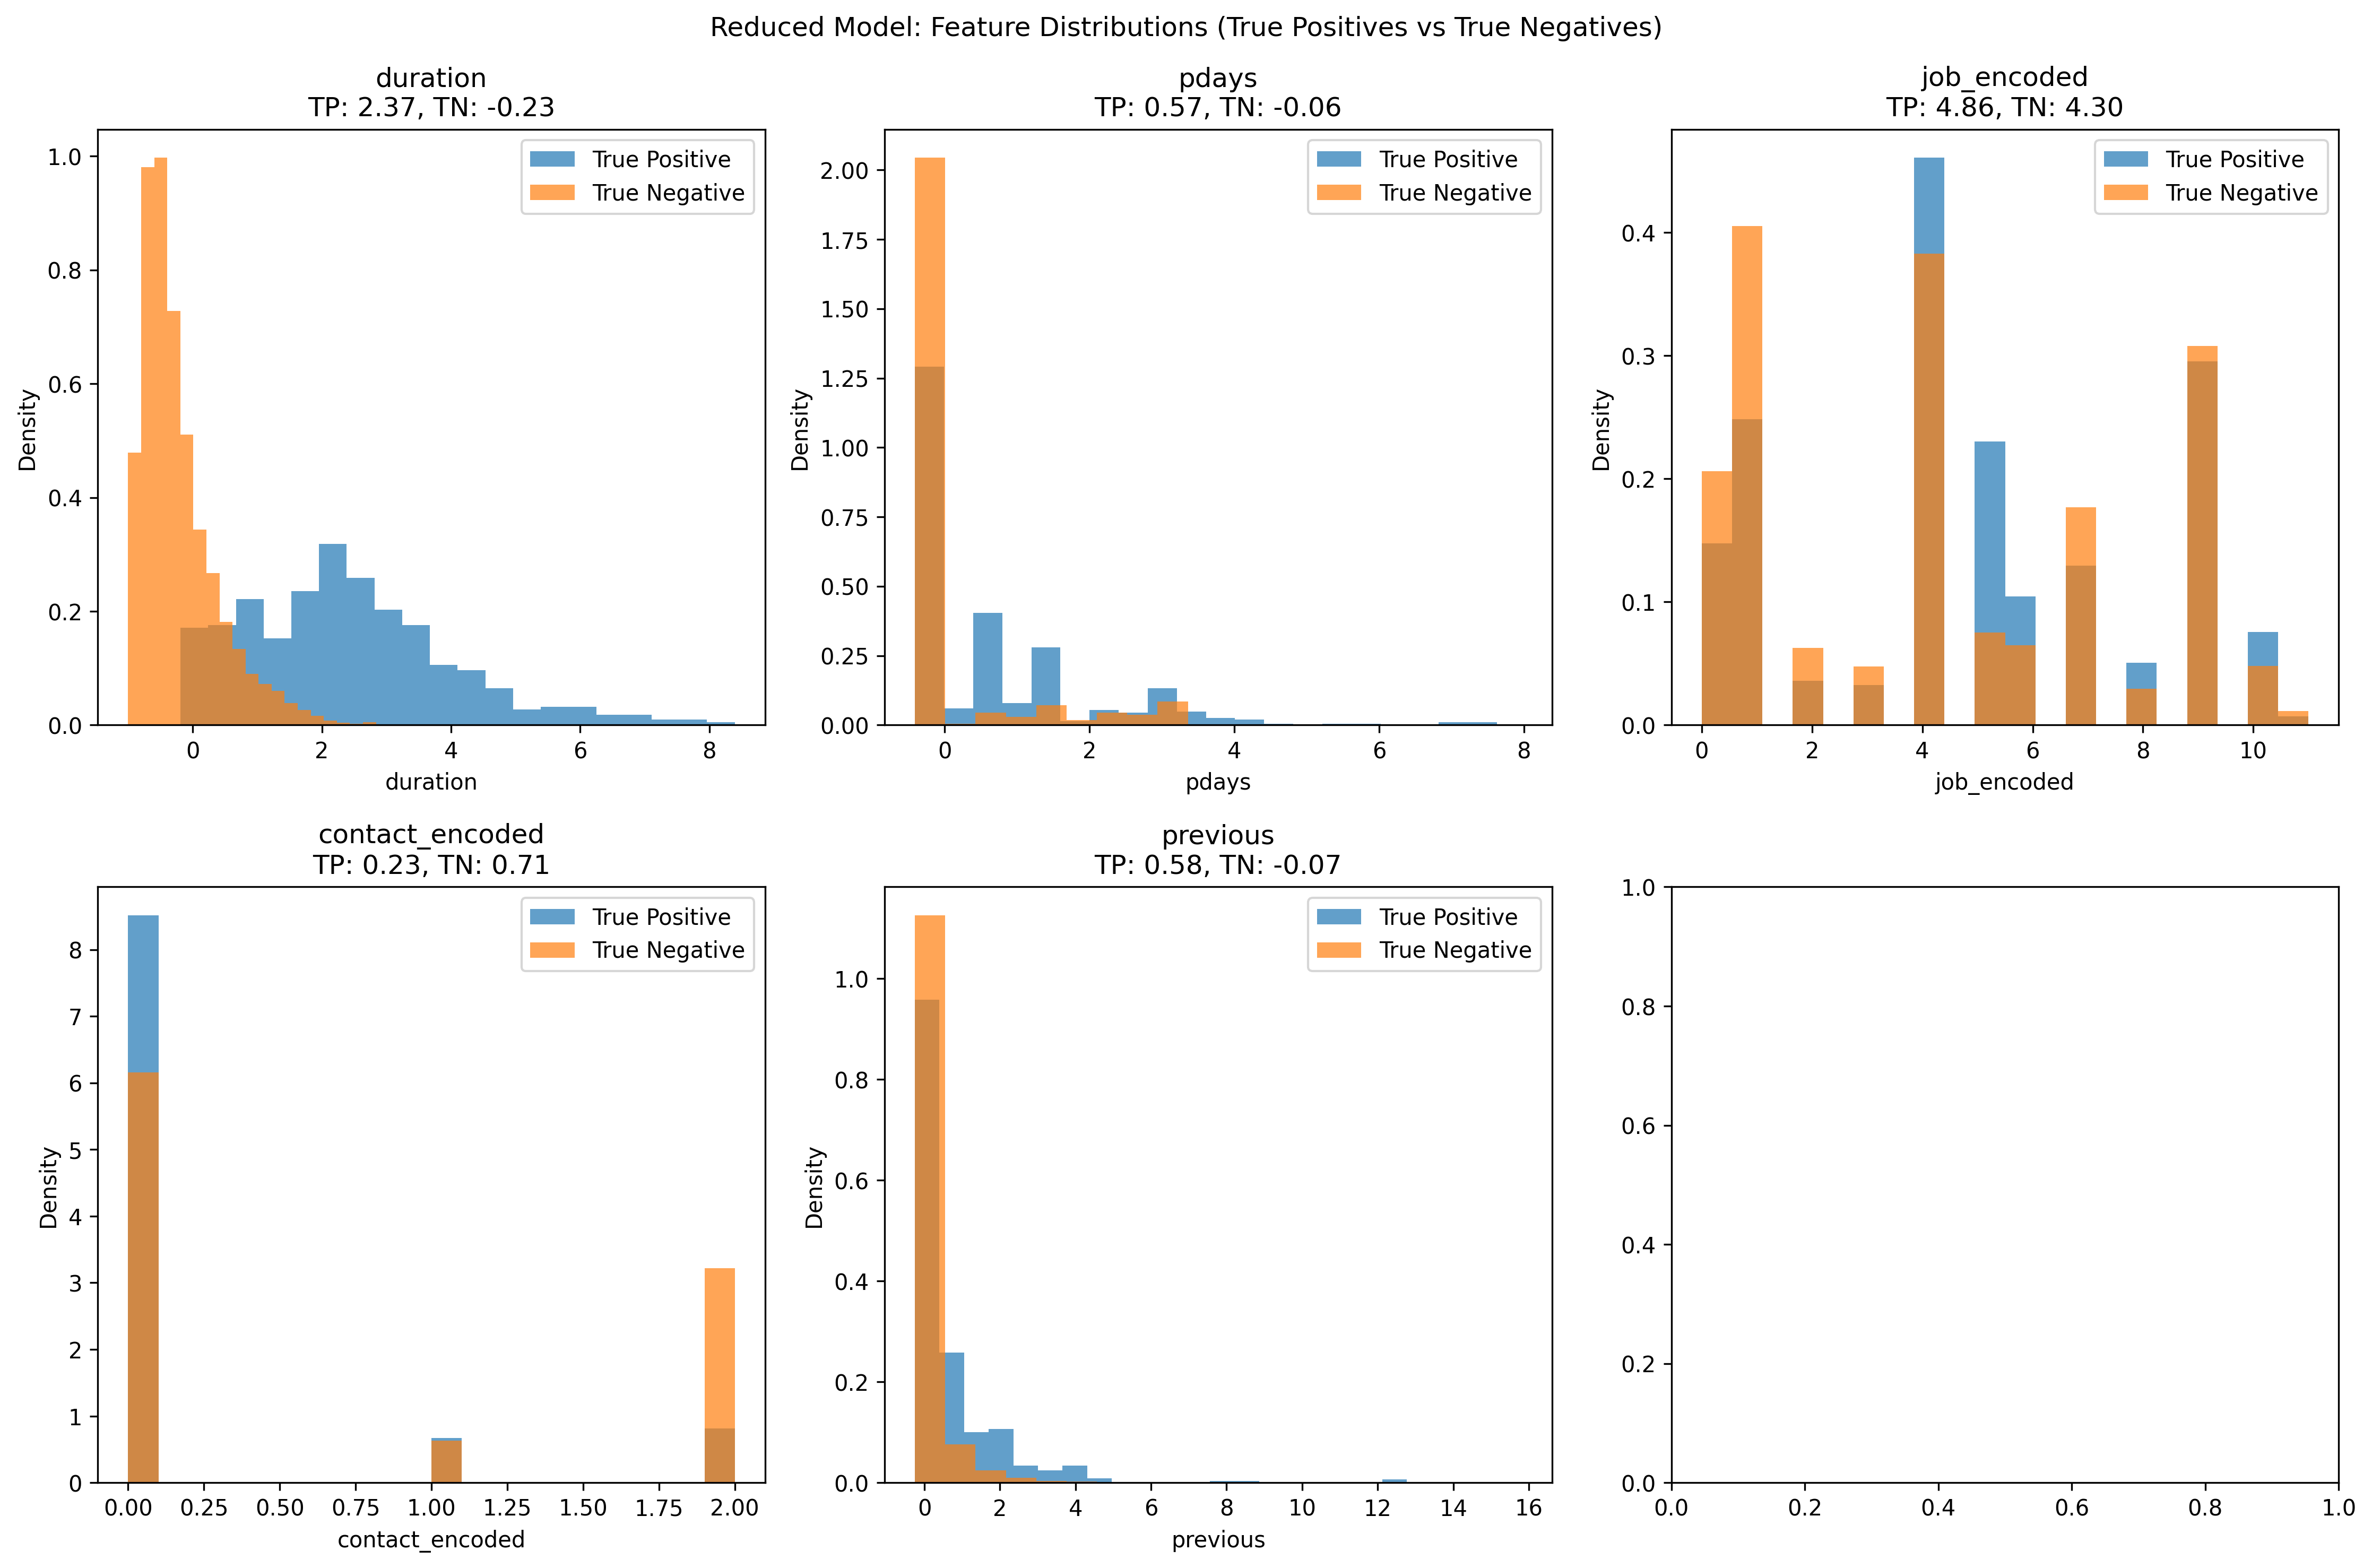 Reduced Model: Feature Distributions (True Positives vs True Negatives)
duration
TP: 2.37, TN: -0.23
True Positive
True Negative
Density
1.0
0.8
0.6
0.4
0.2
0.0
0 2 4 6 8
duration
pdays
TP: 0.57, TN: -0.06
True Positive
True Negative
Density
2.00
1.75
1.50
1.25
1.00
0.75
0.50
0.25
0.00
0 2 4 6 8
pdays
job_encoded
TP: 4.86, TN: 4.30
True Positive
True Negative
Density
0.4
0.3
0.2
0.1
0.0
0 2 4 6 8 10
job_encoded
contact_encoded
TP: 0.23, TN: 0.71
True Positive
True Negative
Density
8
7
6
5
4
3
2
1
0
0.00 0.25 0.50 0.75 1.00 1.25 1.50 1.75 2.00
contact_encoded
previous
TP: 0.58, TN: -0.07
True Positive
True Negative
Density
1.0
0.8
0.6
0.4
0.2
0.0
0 2 4 6 8 10 12 14 16
previous
1.0
0.8
0.6
0.4
0.2
0.0
0.0 0.2 0.4 0.6 0.8 1.0